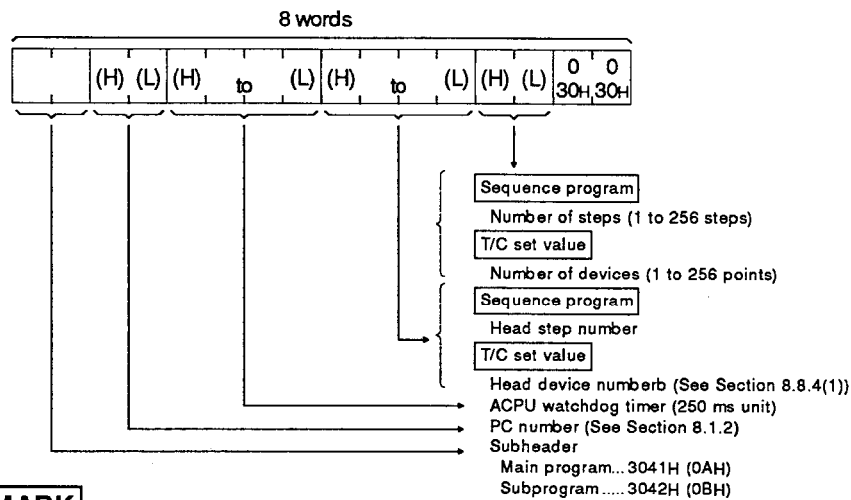 8 words
(H) (L) (H) to (L) (H) to (L) (H) (L) 0 0
30H 30H
Sequence program
Number of steps (1 to 256 steps)
T/C set value
Number of devices (1 to 256 points)
Sequence program
Head step number
T/C set value
Head device numberb (See Section 8.8.4(1))
ACPU watchdog timer (250 ms unit)
PC number (See Section 8.1.2)
Subheader
Main program...3041H (0AH)
Subprogram.....3042H (0BH)
MARK